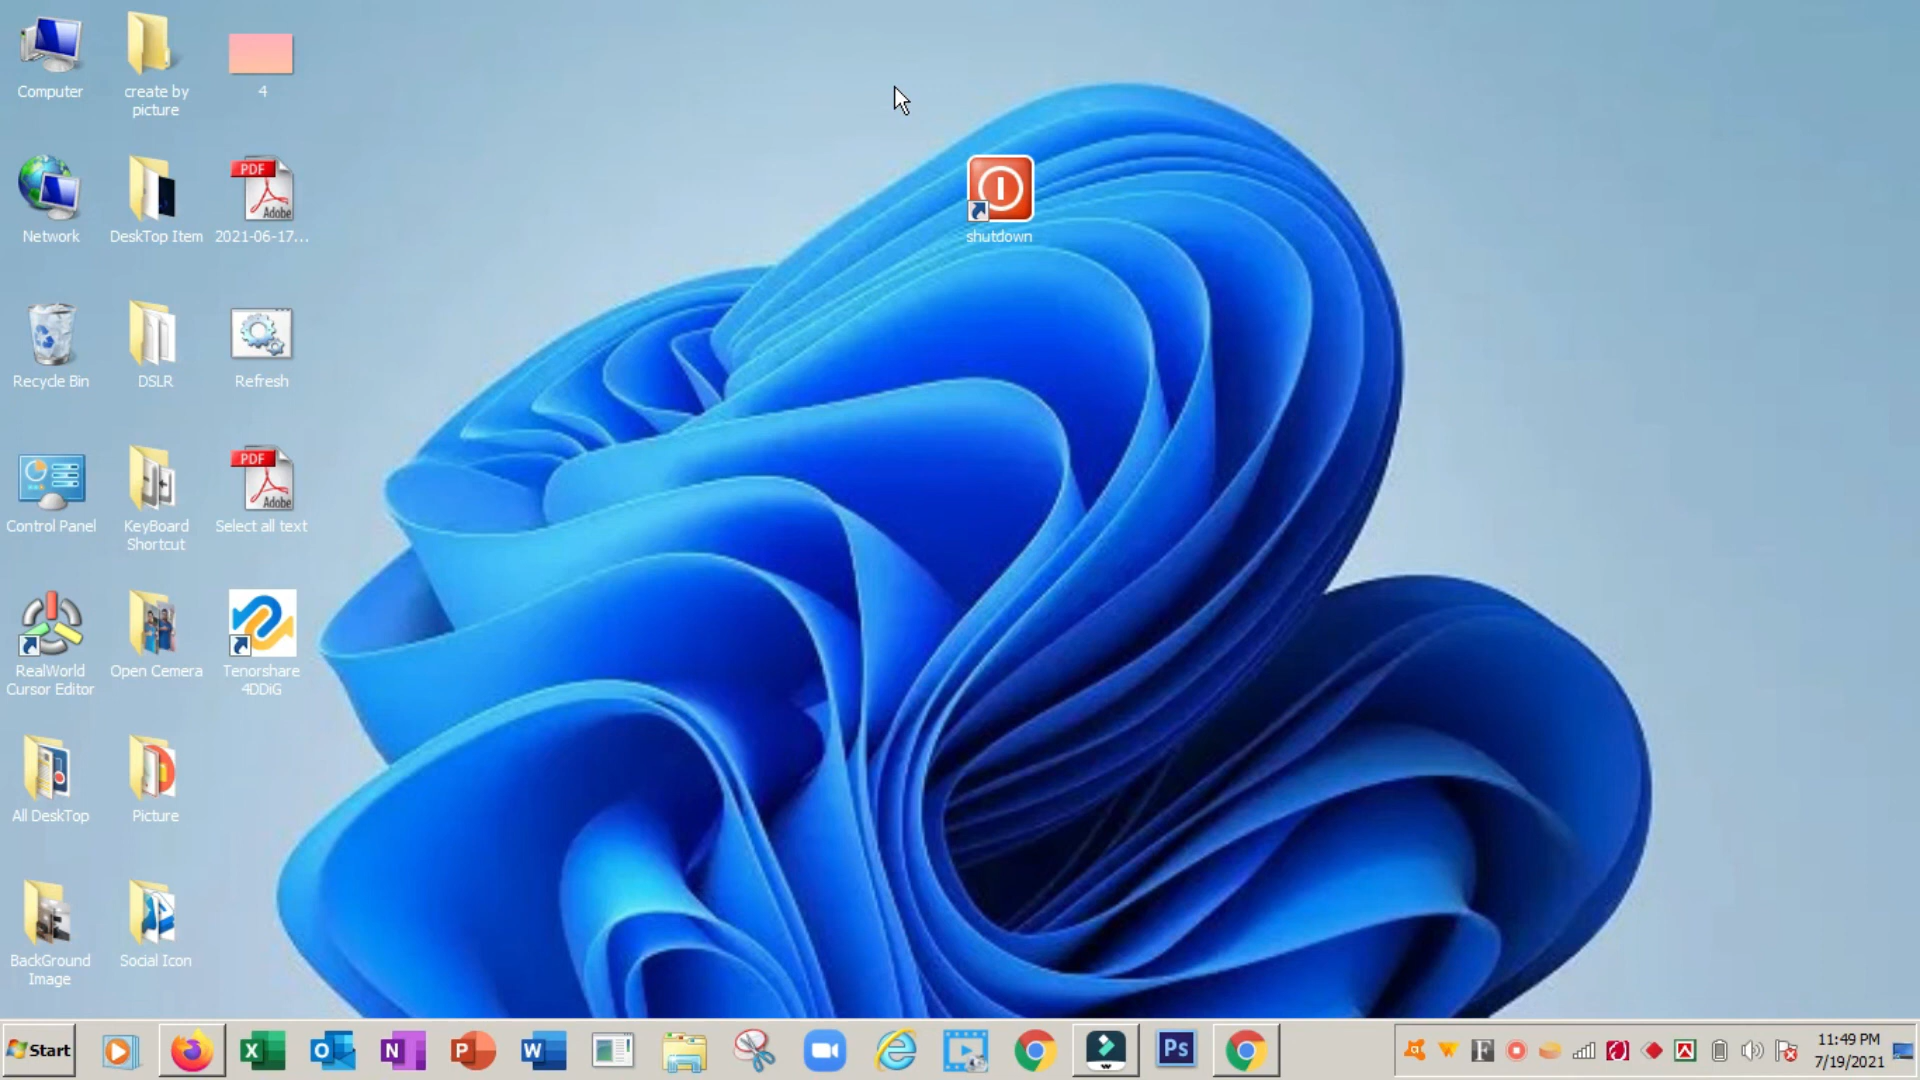 Computer
create by
picture
4
Network
DeskTop Item
PDF
Adobe
2021-06-17...
shutdown
Recycle Bin
DSLR
Refresh
Control Panel
KeyBoard
Shortcut
PDF
Adobe
Select all text
RealWorld
Cursor Editor
Open Cemera
Tenorshare
4DDiG
All DeskTop
Picture
BackGround
Image
Social Icon
Start
X
O
N
P
W
Ps
F
11:49 PM
7/19/2021